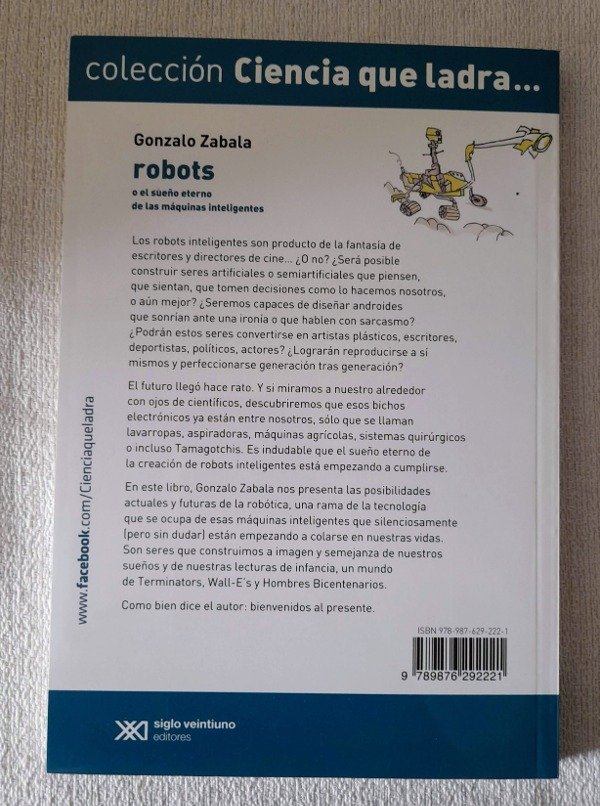 colección Ciencia que ladra...
Gonzalo Zabala
robots
o el sueño eterno
de las máquinas inteligentes
Los robots inteligentes son producto de la fantasía de
escritores y directores de cine... ¿O no? ¿Será posible
construir seres artificiales o semiartificiales que piensen,
que sientan, que tomen decisiones como lo hacemos nosotros,
o aún mejor? ¿Seremos capaces de diseñar androides
que sonrían ante una ironía o que hablen con sarcasmo?
¿Podrán estos seres convertirse en artistas plásticos, escritores,
deportistas, políticos, actores? ¿Lograrán reproducirse a sí
mismos y perfeccionarse generación tras generación?
El futuro llegó hace rato. Y si miramos a nuestro alrededor
con ojos de científicos, descubriremos que esos bichos
electrónicos ya están entre nosotros, sólo que se llaman
lavarropas, aspiradoras, máquinas agrícolas, sistemas quirúrgicos
o incluso Tamagotchis. Es indudable que el sueño eterno de
la creación de robots inteligentes está empezando a cumplirse.
En este libro, Gonzalo Zabala nos presenta las posibilidades
actuales y futuras de la robótica, una rama de la tecnología
que se ocupa de esas máquinas inteligentes que silenciosamente
(pero sin dudar) están empezando a colarse en nuestras vidas.
Son seres que construimos a imagen y semejanza de nuestros
sueños y de nuestras lecturas de infancia, un mundo
de Terminators, Wall-E's y Hombres Bicentenarios.
Como bien dice el autor: bienvenidos al presente.
www.facebook.com/Cienciaqueladra
ISBN 978-987-629-222-1
9 789876 292221
siglo veintiuno
editores